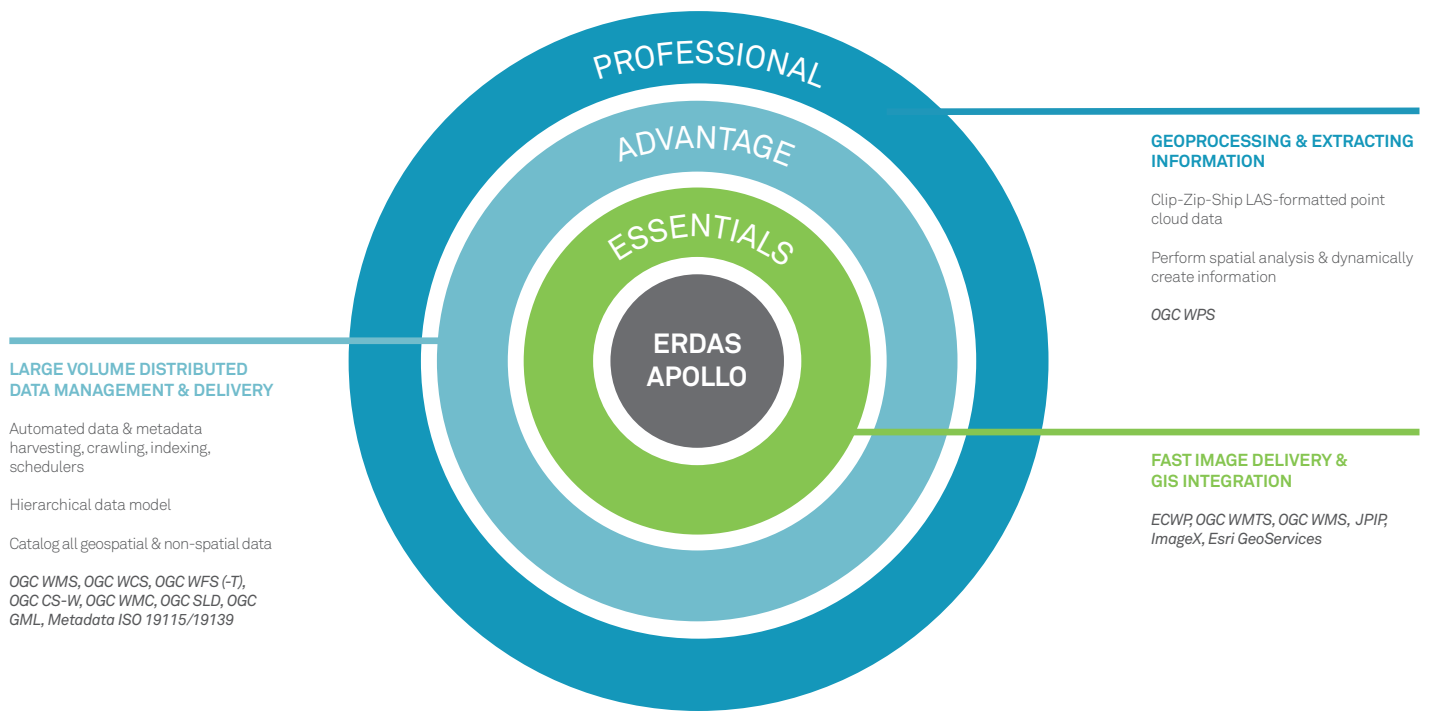 PROFESSIONAL
ADVANTAGE
ESSENTIALS
ERDAS
APOLLO
GEOPROCESSING & EXTRACTING
INFORMATION
Clip-Zip-Ship LAS-formatted point
cloud data
Perform spatial analysis & dynamically
create information
OGC WPS
LARGE VOLUME DISTRIBUTED
DATA MANAGEMENT & DELIVERY
Automated data & metadata
harvesting, crawling, indexing,
schedulers
Hierarchical data model
Catalog all geospatial & non-spatial data
OGC WMS, OGC WCS, OGC WFS (-T),
OGC CS-W, OGC WMC, OGC SLD, OGC
GML, Metadata ISO 19115/19139
FAST IMAGE DELIVERY &
GIS INTEGRATION
ECWP, OGC WMTS, OGC WMS, JPIP,
ImageX, Esri GeoServices